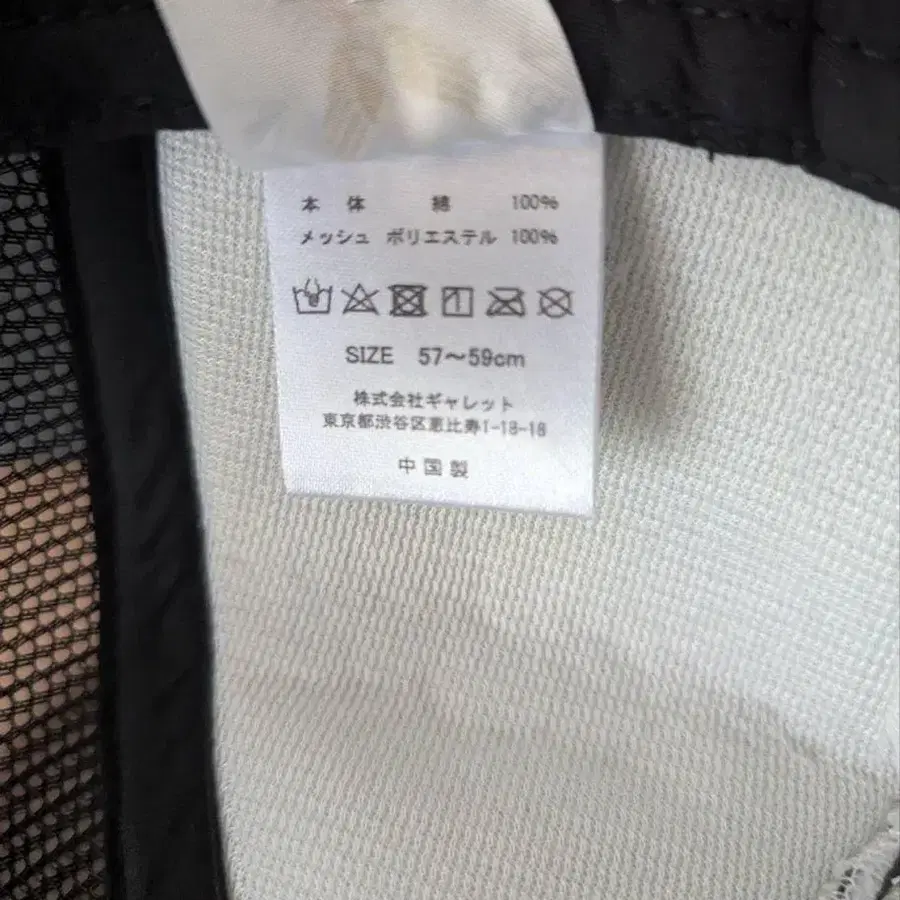 本体 綿 100%
メッシュ ポリエステル 100%
SIZE 57〜59cm
株式会社ギャレット
東京都渋谷区恵比寿1-18-18
中国製